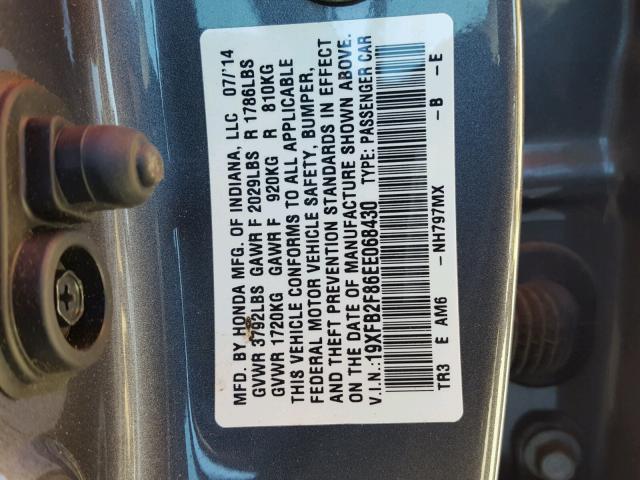 MFD. BY HONDA MFG. OF INDIANA, LLC 07/'14
GVWR 3792LBS GAWR F 2029LBS R 1786LBS
GVWR 1720KG GAWR F 920KG R 810KG
THIS VEHICLE CONFORMS TO ALL APPLICABLE
FEDERAL MOTOR VEHICLE SAFETY, BUMPER,
AND THEFT PREVENTION STANDARDS IN EFFECT
ON THE DATE OF MANUFACTURE SHOWN ABOVE.
V.I.N.:19XFB2F86EE068430 TYPE: PASSENGER CAR
TR3 E AM6 -NH797MX -B -E